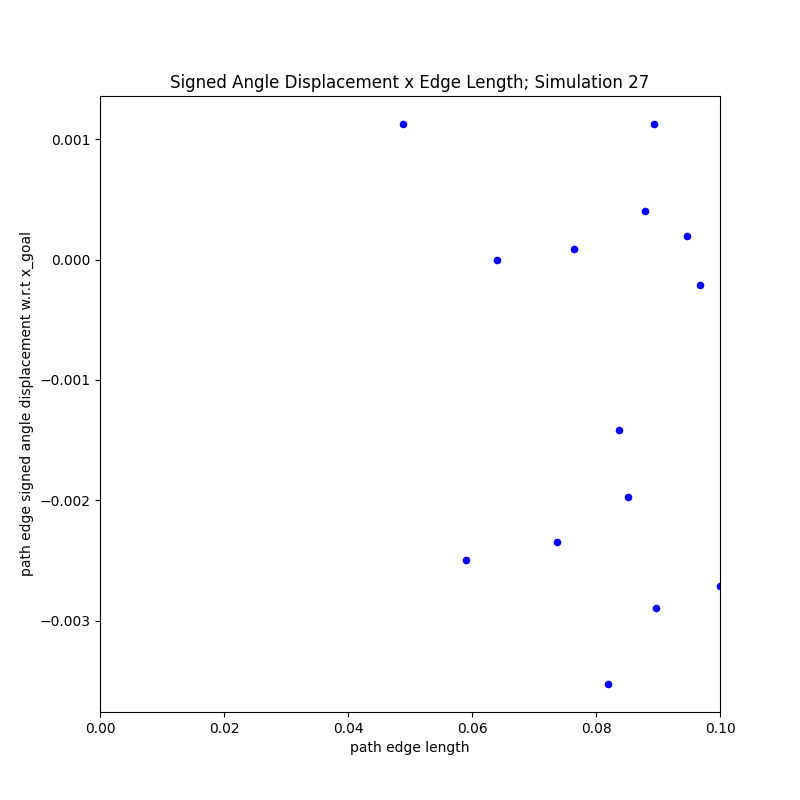 Signed Angle Displacement x Edge Length; Simulation 27
0.001
0.000
−0.001
−0.002
−0.003
path edge signed angle displacement w.r.t x_goal
0.00 0.02 0.04 0.06 0.08 0.10
path edge length